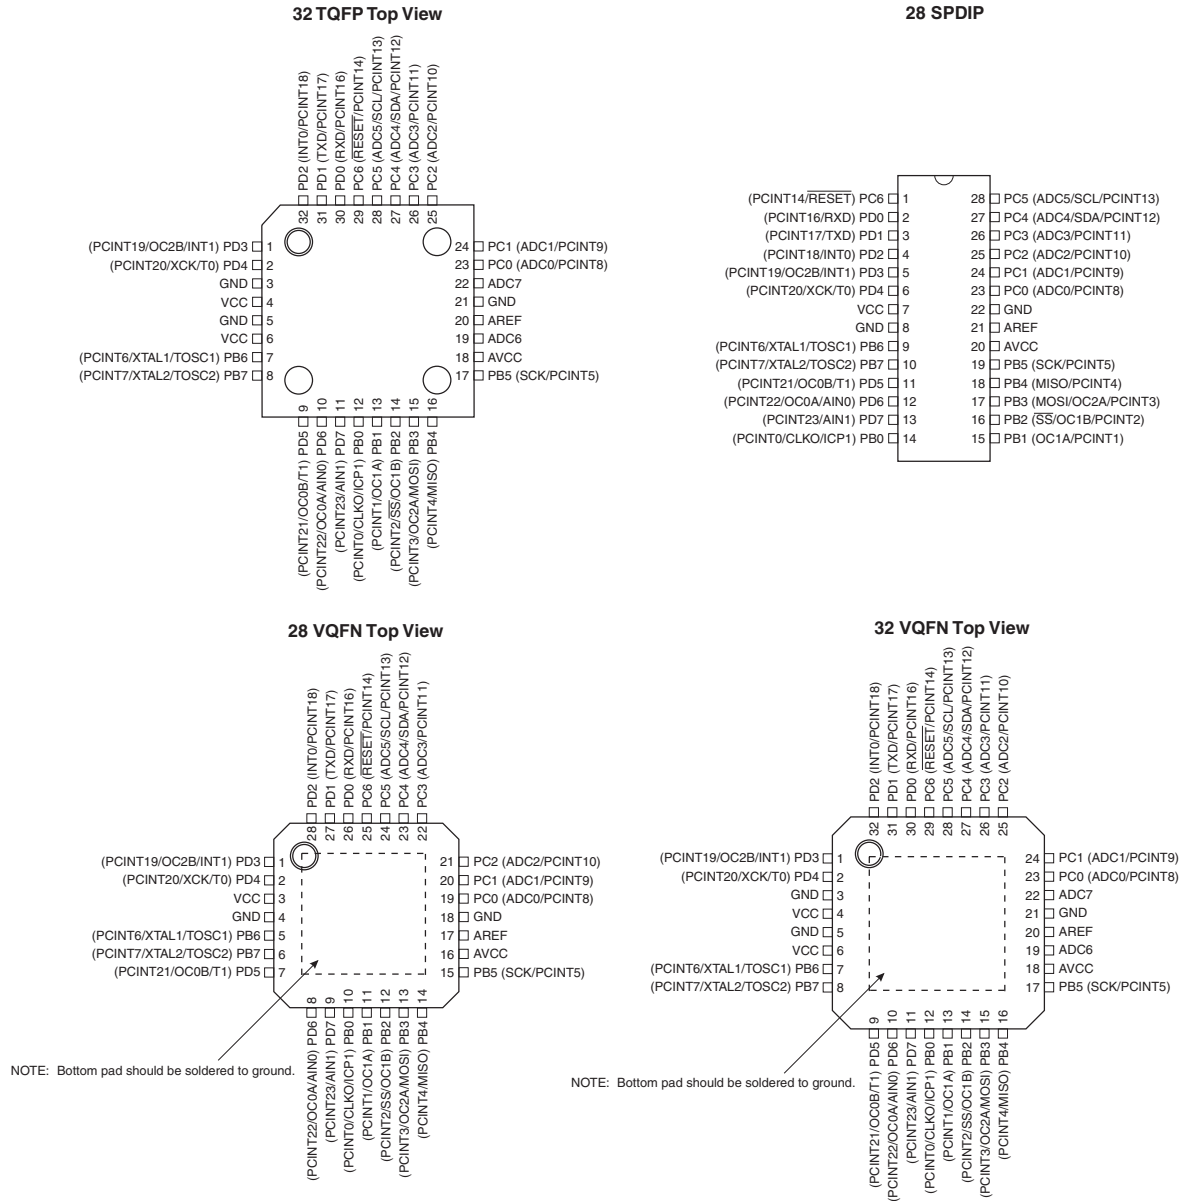 32 TQFP Top View
PD2 (INT0/PCINT18)
PD1 (TXD/PCINT17)
PD0 (RXD/PCINT16)
PC6 (RESET/PCINT14)
PC5 (ADC5/SCL/PCINT13)
PC4 (ADC4/SDA/PCINT12)
PC3 (ADC3/PCINT11)
PC2 (ADC2/PCINT10)
32 31 30 29 28 27 26 25
(PCINT19/OC2B/INT1) PD3 1
(PCINT20/XCK/T0) PD4 2
GND 3
VCC 4
GND 5
VCC 6
(PCINT6/XTAL1/TOSC1) PB6 7
(PCINT7/XTAL2/TOSC2) PB7 8
24 PC1 (ADC1/PCINT9)
23 PC0 (ADC0/PCINT8)
22 ADC7
21 GND
20 AREF
19 ADC6
18 AVCC
17 PB5 (SCK/PCINT5)
9 10 11 12 13 14 15 16
(PCINT21/OC0B/T1) PD5
(PCINT22/OC0A/AIN0) PD6
(PCINT23/AIN1) PD7
(PCINT0/CLKO/ICP1) PB0
(PCINT1/OC1A) PB1
(PCINT2/SS/OC1B) PB2
(PCINT3/OC2A/MOSI) PB3
(PCINT4/MISO) PB4
28 SPDIP
(PCINT14/RESET) PC6 1
(PCINT16/RXD) PD0 2
(PCINT17/TXD) PD1 3
(PCINT18/INT0) PD2 4
(PCINT19/OC2B/INT1) PD3 5
(PCINT20/XCK/T0) PD4 6
VCC 7
GND 8
(PCINT6/XTAL1/TOSC1) PB6 9
(PCINT7/XTAL2/TOSC2) PB7 10
(PCINT21/OC0B/T1) PD5 11
(PCINT22/OC0A/AIN0) PD6 12
(PCINT23/AIN1) PD7 13
(PCINT0/CLKO/ICP1) PB0 14
28 PC5 (ADC5/SCL/PCINT13)
27 PC4 (ADC4/SDA/PCINT12)
26 PC3 (ADC3/PCINT11)
25 PC2 (ADC2/PCINT10)
24 PC1 (ADC1/PCINT9)
23 PC0 (ADC0/PCINT8)
22 GND
21 AREF
20 AVCC
19 PB5 (SCK/PCINT5)
18 PB4 (MISO/PCINT4)
17 PB3 (MOSI/OC2A/PCINT3)
16 PB2 (SS/OC1B/PCINT2)
15 PB1 (OC1A/PCINT1)
28 VQFN Top View
PD2 (INT0/PCINT18)
PD1 (TXD/PCINT17)
PD0 (RXD/PCINT16)
PC6 (RESET/PCINT14)
PC5 (ADC5/SCL/PCINT13)
PC4 (ADC4/SDA/PCINT12)
PC3 (ADC3/PCINT11)
28 27 26 25 24 23 22
(PCINT19/OC2B/INT1) PD3 1
(PCINT20/XCK/T0) PD4 2
VCC 3
GND 4
(PCINT6/XTAL1/TOSC1) PB6 5
(PCINT7/XTAL2/TOSC2) PB7 6
(PCINT21/OC0B/T1) PD5 7
21 PC2 (ADC2/PCINT10)
20 PC1 (ADC1/PCINT9)
19 PC0 (ADC0/PCINT8)
18 GND
17 AREF
16 AVCC
15 PB5 (SCK/PCINT5)
8 9 10 11 12 13 14
(PCINT22/OC0A/AIN0) PD6
(PCINT23/AIN1) PD7
(PCINT0/CLKO/ICP1) PB0
(PCINT1/OC1A) PB1
(PCINT2/SS/OC1B) PB2
(PCINT3/OC2A/MOSI) PB3
(PCINT4/MISO) PB4
NOTE: Bottom pad should be soldered to ground.
32 VQFN Top View
PD2 (INT0/PCINT18)
PD1 (TXD/PCINT17)
PD0 (RXD/PCINT16)
PC6 (RESET/PCINT14)
PC5 (ADC5/SCL/PCINT13)
PC4 (ADC4/SDA/PCINT12)
PC3 (ADC3/PCINT11)
PC2 (ADC2/PCINT10)
32 31 30 29 28 27 26 25
(PCINT19/OC2B/INT1) PD3 1
(PCINT20/XCK/T0) PD4 2
GND 3
VCC 4
GND 5
VCC 6
(PCINT6/XTAL1/TOSC1) PB6 7
(PCINT7/XTAL2/TOSC2) PB7 8
24 PC1 (ADC1/PCINT9)
23 PC0 (ADC0/PCINT8)
22 ADC7
21 GND
20 AREF
19 ADC6
18 AVCC
17 PB5 (SCK/PCINT5)
9 10 11 12 13 14 15 16
(PCINT21/OC0B/T1) PD5
(PCINT22/OC0A/AIN0) PD6
(PCINT23/AIN1) PD7
(PCINT0/CLKO/ICP1) PB0
(PCINT1/OC1A) PB1
(PCINT2/SS/OC1B) PB2
(PCINT3/OC2A/MOSI) PB3
(PCINT4/MISO) PB4
NOTE: Bottom pad should be soldered to ground.